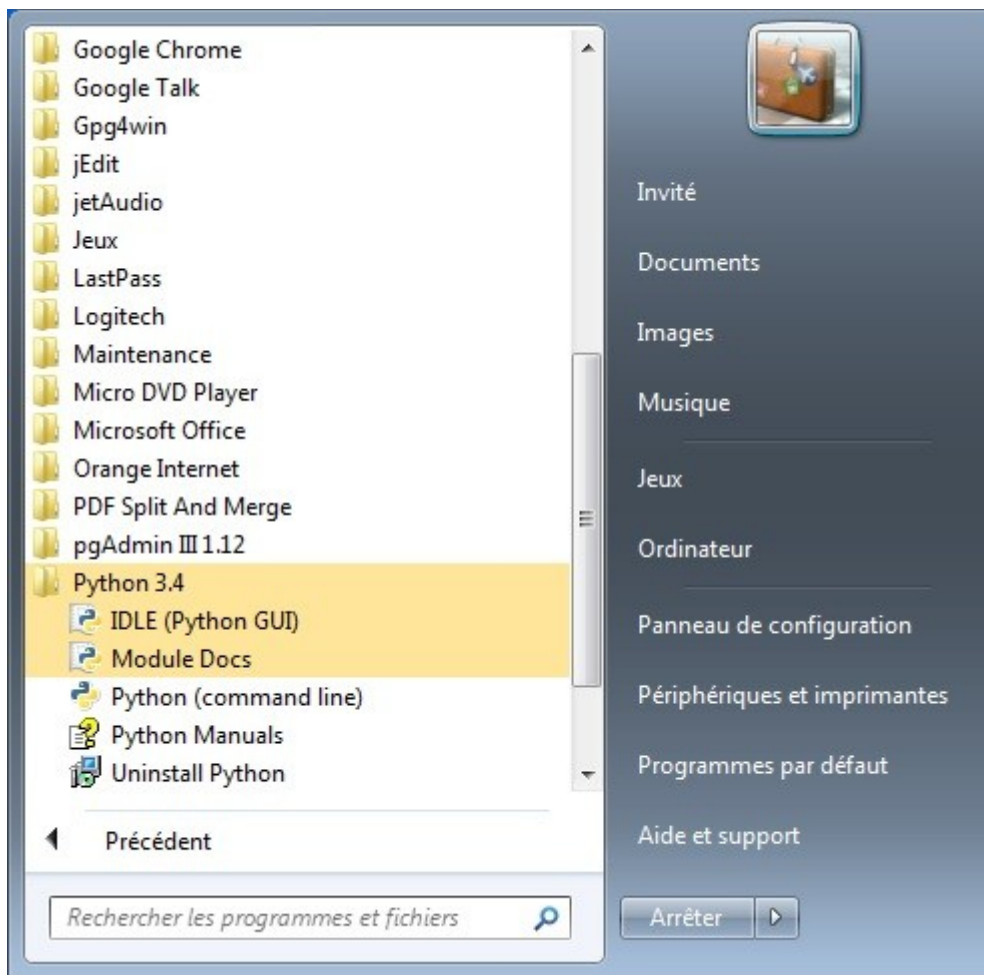 Google Chrome
Google Talk
Gpg4win
jEdit
jetAudio
Jeux
LastPass
Logitech
Maintenance
Micro DVD Player
Microsoft Office
Orange Internet
PDF Split And Merge
pgAdmin III 1.12
Python 3.4
IDLE (Python GUI)
Module Docs
Python (command line)
Python Manuals
Uninstall Python
Précédent
Rechercher les programmes et fichiers
Invité
Documents
Images
Musique
Jeux
Ordinateur
Panneau de configuration
Périphériques et imprimantes
Programmes par défaut
Aide et support
Arrêter